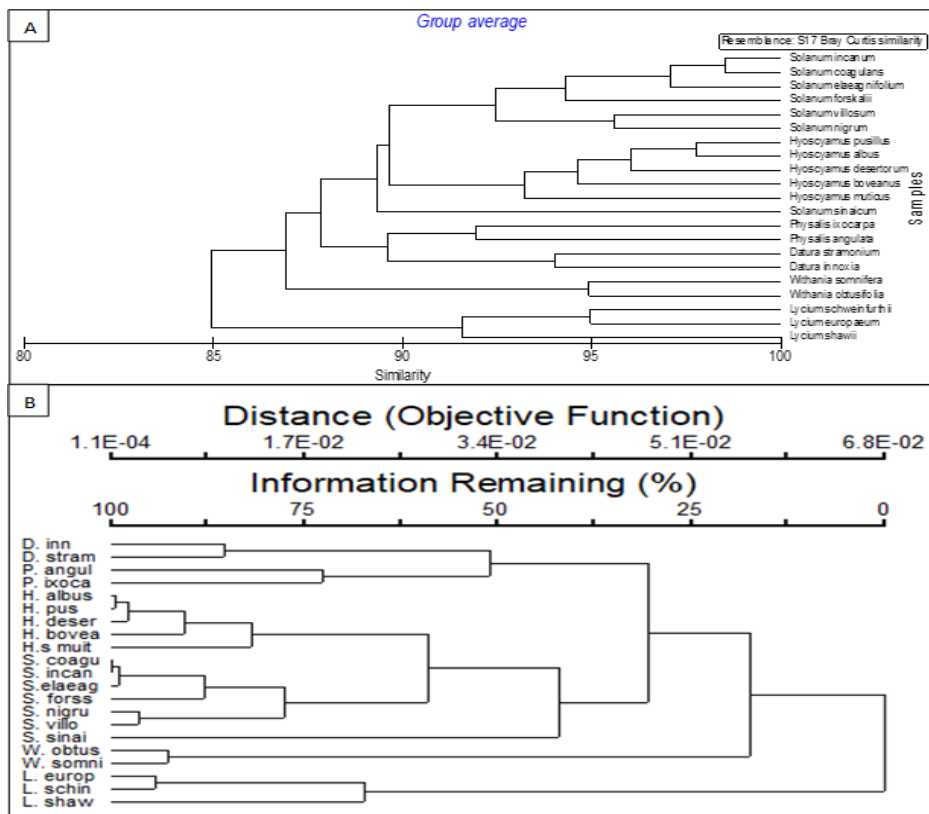 A
Group average
Resemblance: S17 Bray Curtis similarity
Solanum incanum
Solanum coagulans
Solanum elaeagnifolium
Solanum forskalii
Solanum villosum
Solanum nigrum
Hyoscyamus pusillus
Hyoscyamus albus
Hyoscyamus desertorum
Hyoscyamus boveanus
Hyoscyamus muticus
Solanum sinaicum
Physalis ixocarpa
Physalis angulata
Datura stramonium
Datura innoxia
Withania somnifera
Withania obtusifolia
Lycium schweinfurthii
Lycium europaeum
Lycium shawii
Samples
80 85 90 95 100
Similarity
B
Distance (Objective Function)
1.1E-04 1.7E-02 3.4E-02 5.1E-02 6.8E-02
Information Remaining (%)
100 75 50 25 0
D. inn
D. stram
P. angul
P. ixoca
H. albus
H. pus
H. deser
H. bovea
H.s muit
S. coagu
S. incan
S.elaeag
S. forss
S. nigru
S. villo
S. sinai
W. obtus
W. somni
L. europ
L. schin
L. shaw